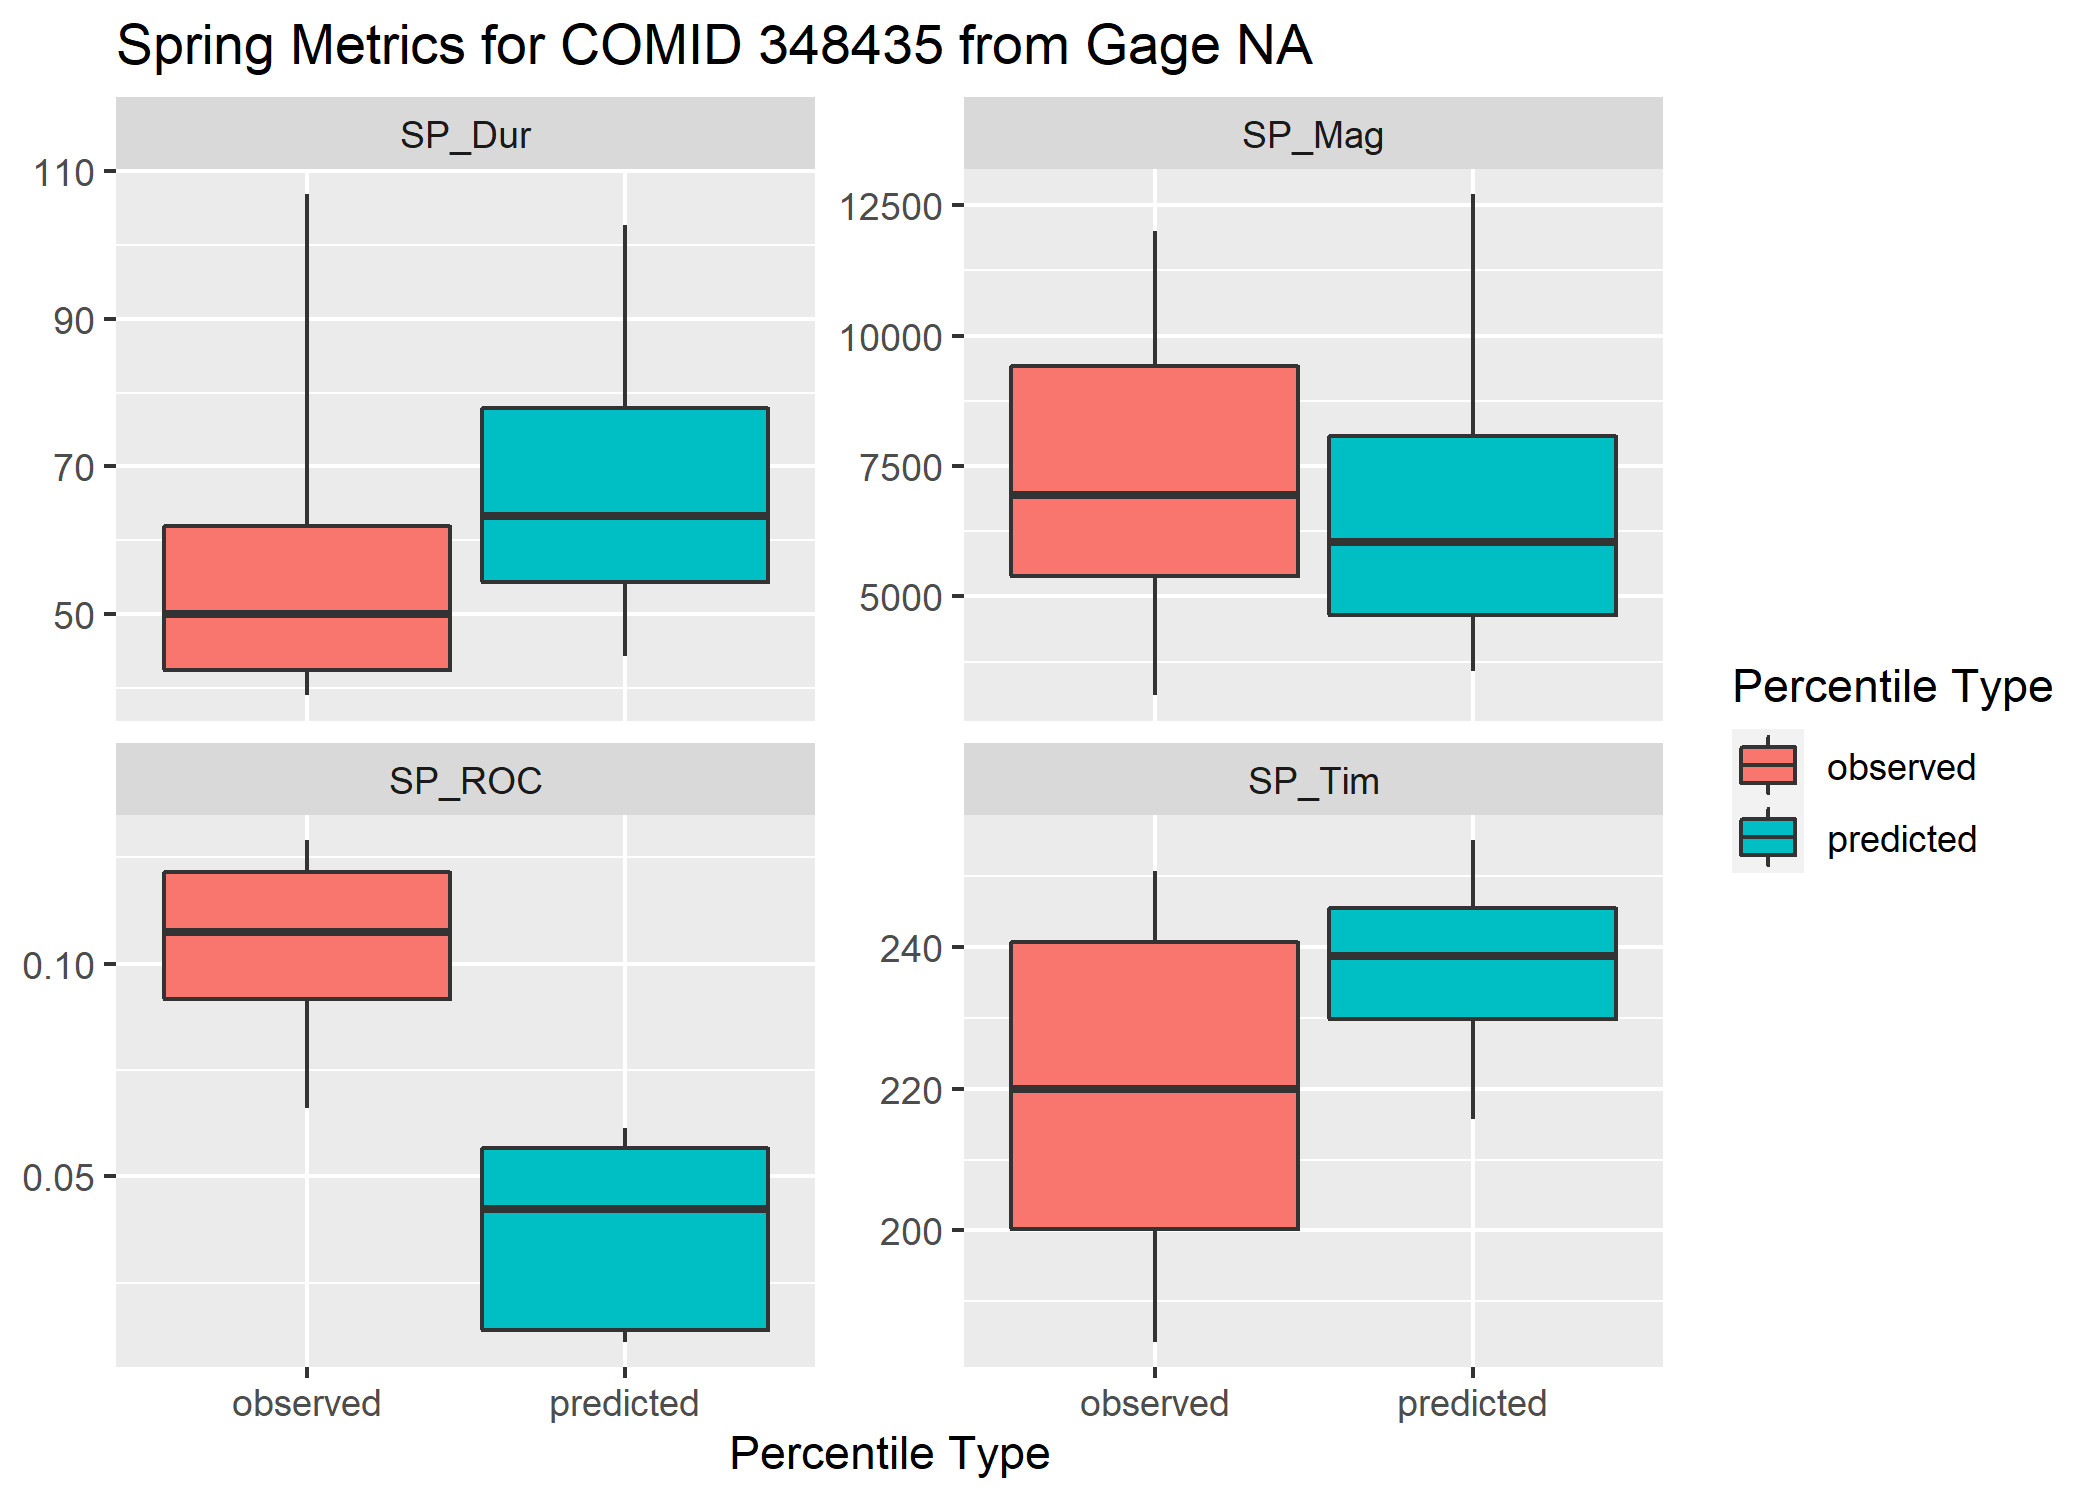 Spring Metrics for COMID 348435 from Gage NA
SP_Dur
SP_Mag
110
90
70
50
12500
10000
7500
5000
SP_ROC
SP_Tim
0.10
0.05
240
220
200
observed
predicted
observed
predicted
Percentile Type
Percentile Type
observed
predicted